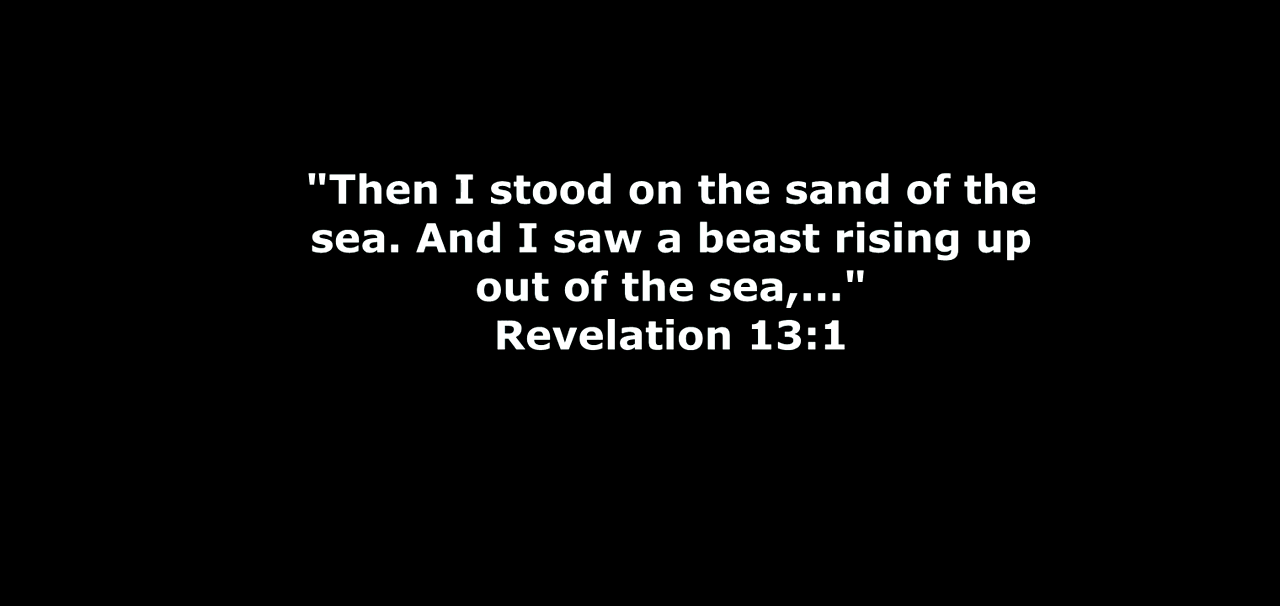 "Then I stood on the sand of the
sea. And I saw a beast rising up
out of the sea,..."
Revelation 13:1